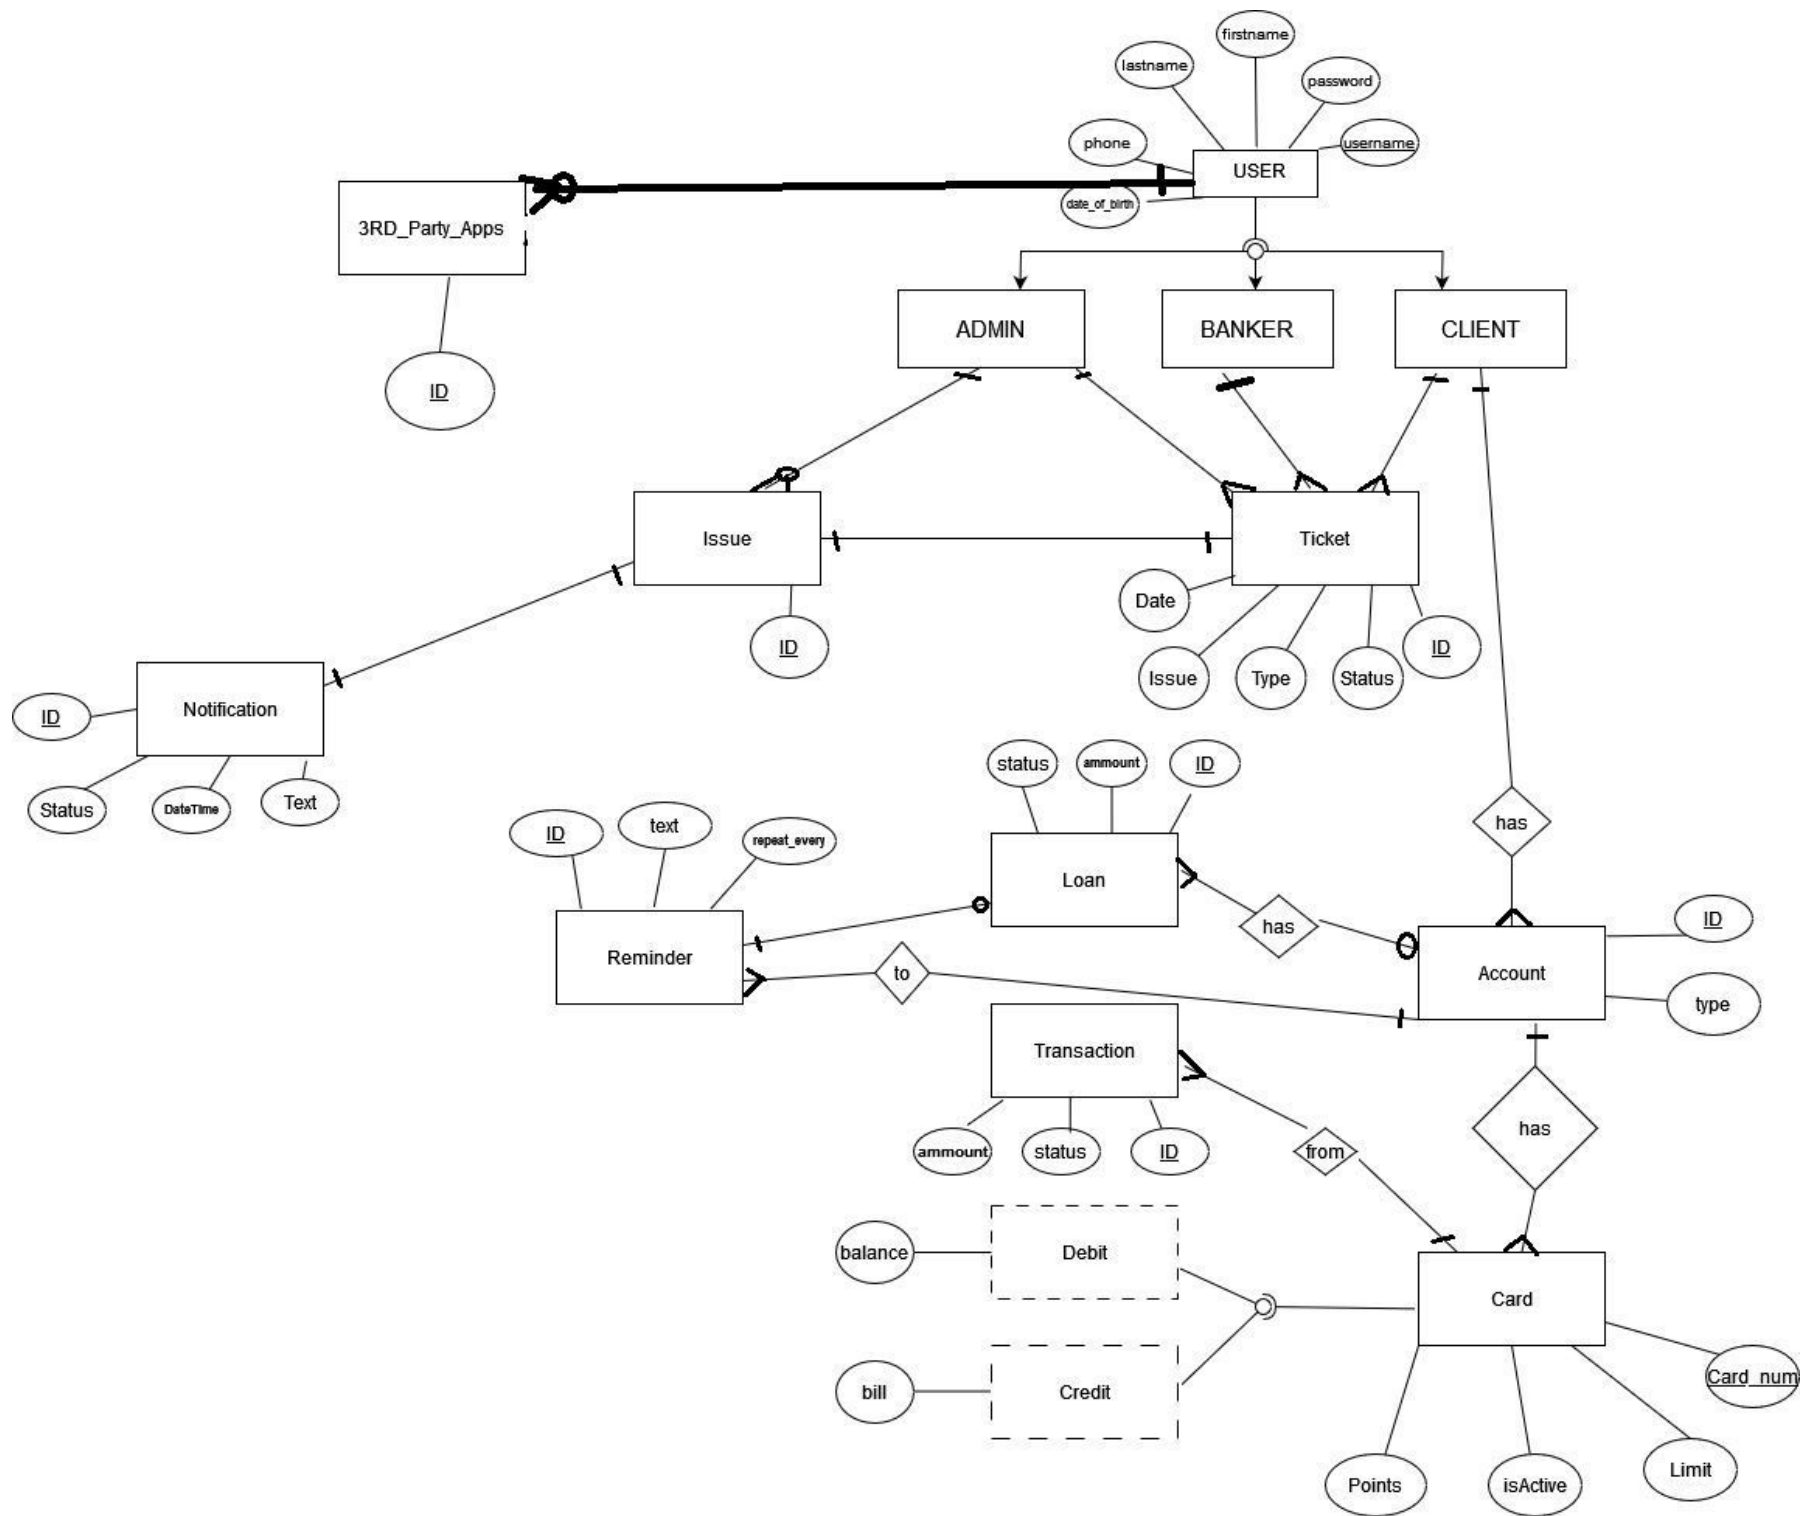 firstname
lastname
password
phone
username
USER
date_of_birth
3RD_Party_Apps
ID
ADMIN
BANKER
CLIENT
Issue
Ticket
Date
ID
ID
Issue
Type
Status
Notification
ID
Status
DateTIme
Text
status
ammount
ID
ID
text
repeat_every
has
Loan
has
ID
Reminder
to
Account
type
Transaction
ammount
status
ID
from
has
balance
Debit
Card
bill
Credit
Card_num
Points
isActive
Limit